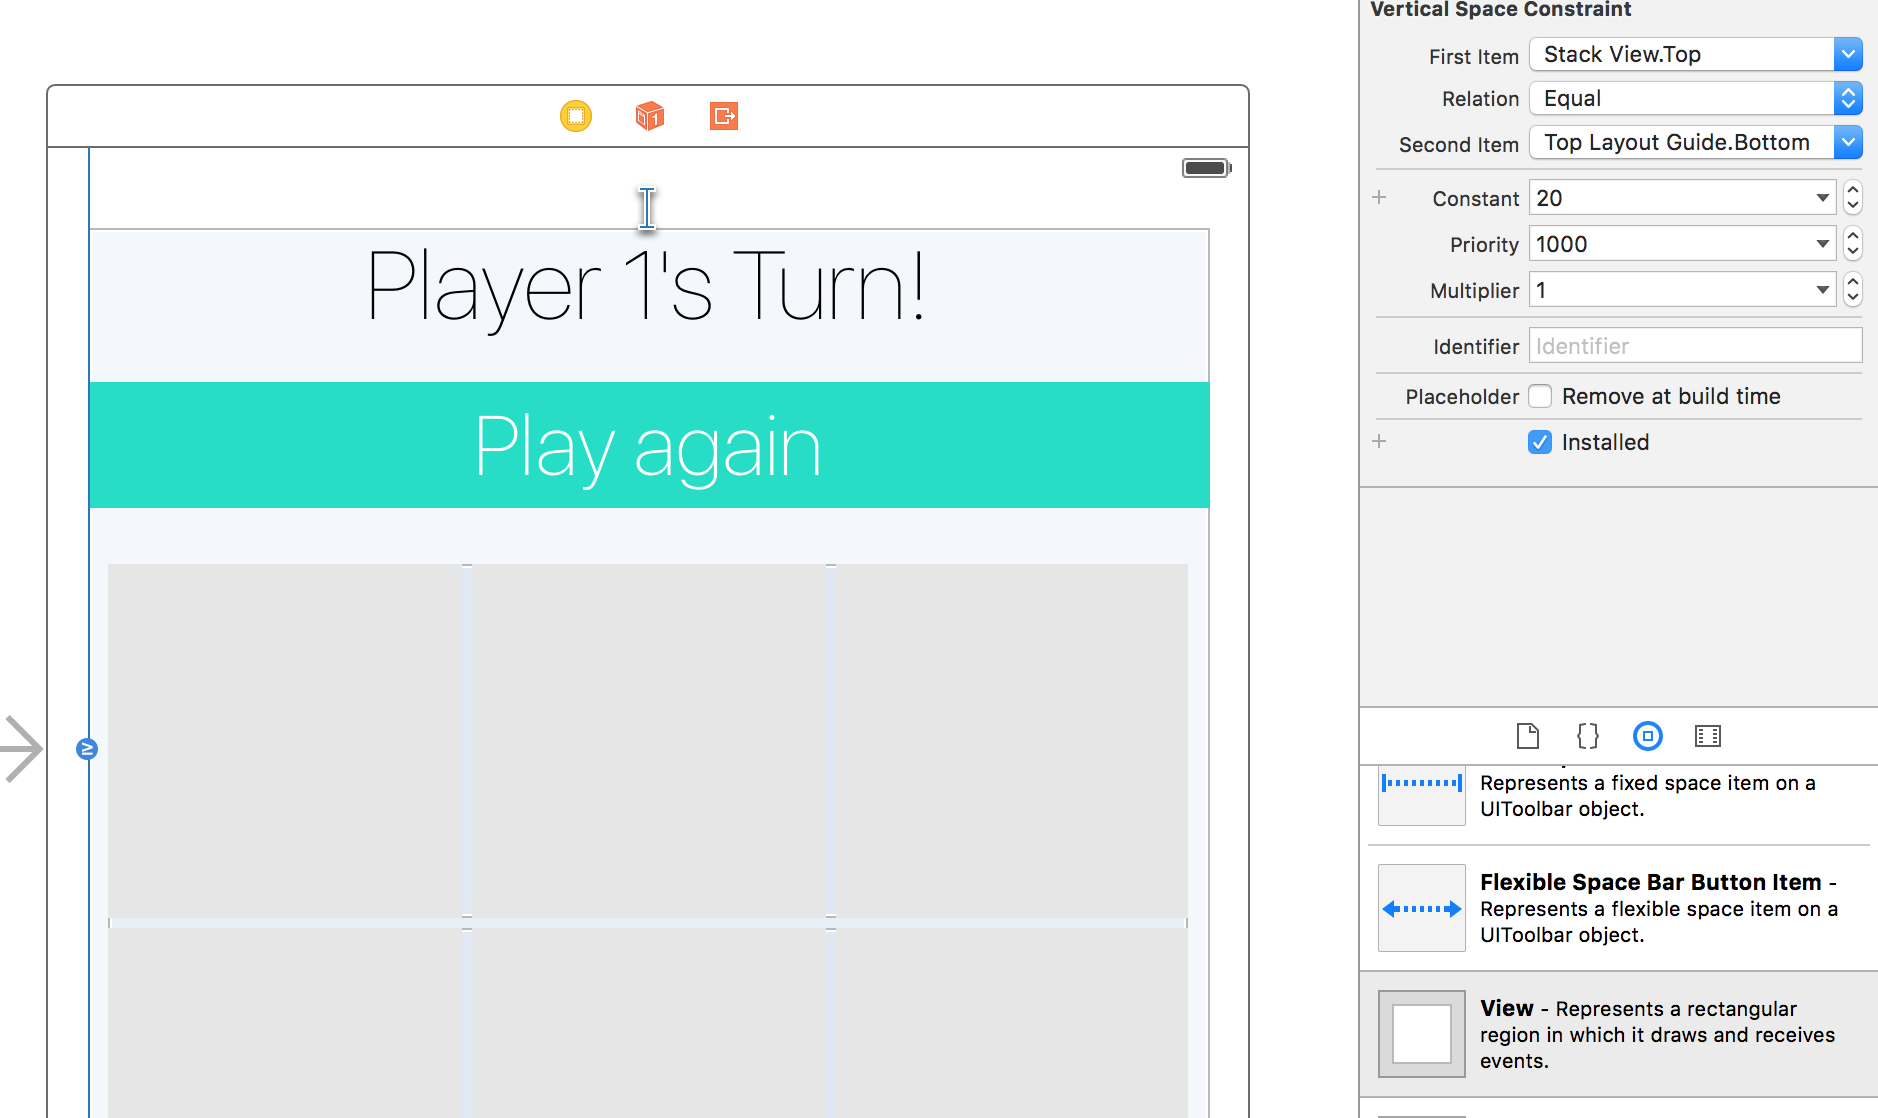 Vertical Space Constraint
First Item Stack View.Top
Relation Equal
Second Item Top Layout Guide.Bottom
Constant 20
Priority 1000
Multiplier 1
Identifier Identifier
Placeholder Remove at build time
Installed
Player 1's Turn!
Play again
Represents a fixed space item on a
UIToolbar object.
Flexible Space Bar Button Item -
Represents a flexible space item on a
UIToolbar object.
View - Represents a rectangular
region in which it draws and receives
events.